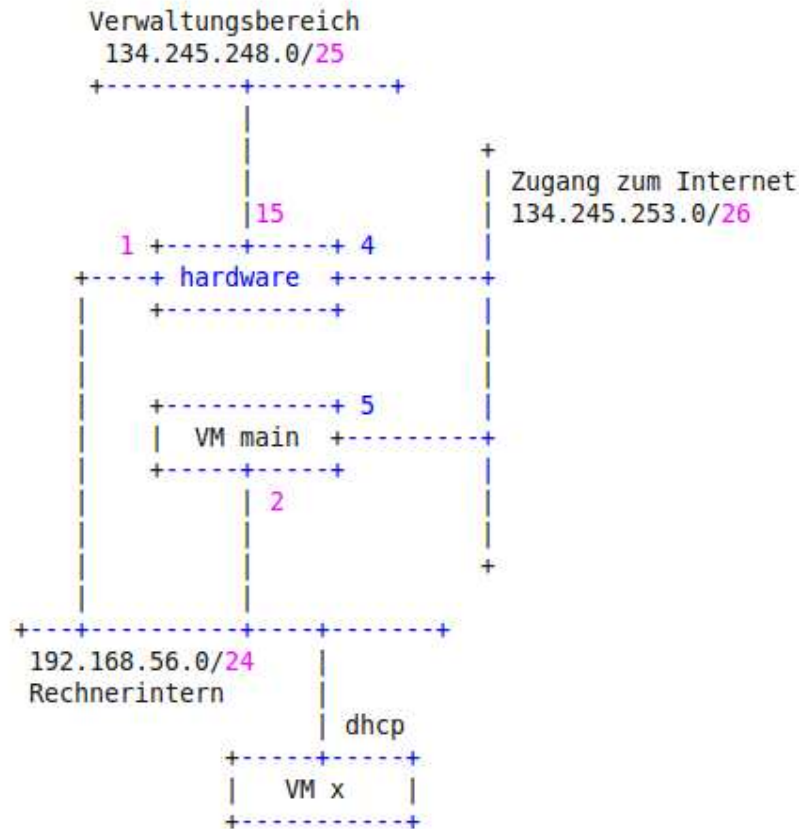 Verwaltungsbereich
134.245.248.0/25
Zugang zum Internet
15 134.245.253.0/26
1 4
hardware
5
VM main
2
192.168.56.0/24
Rechnerintern
dhcp
VM x